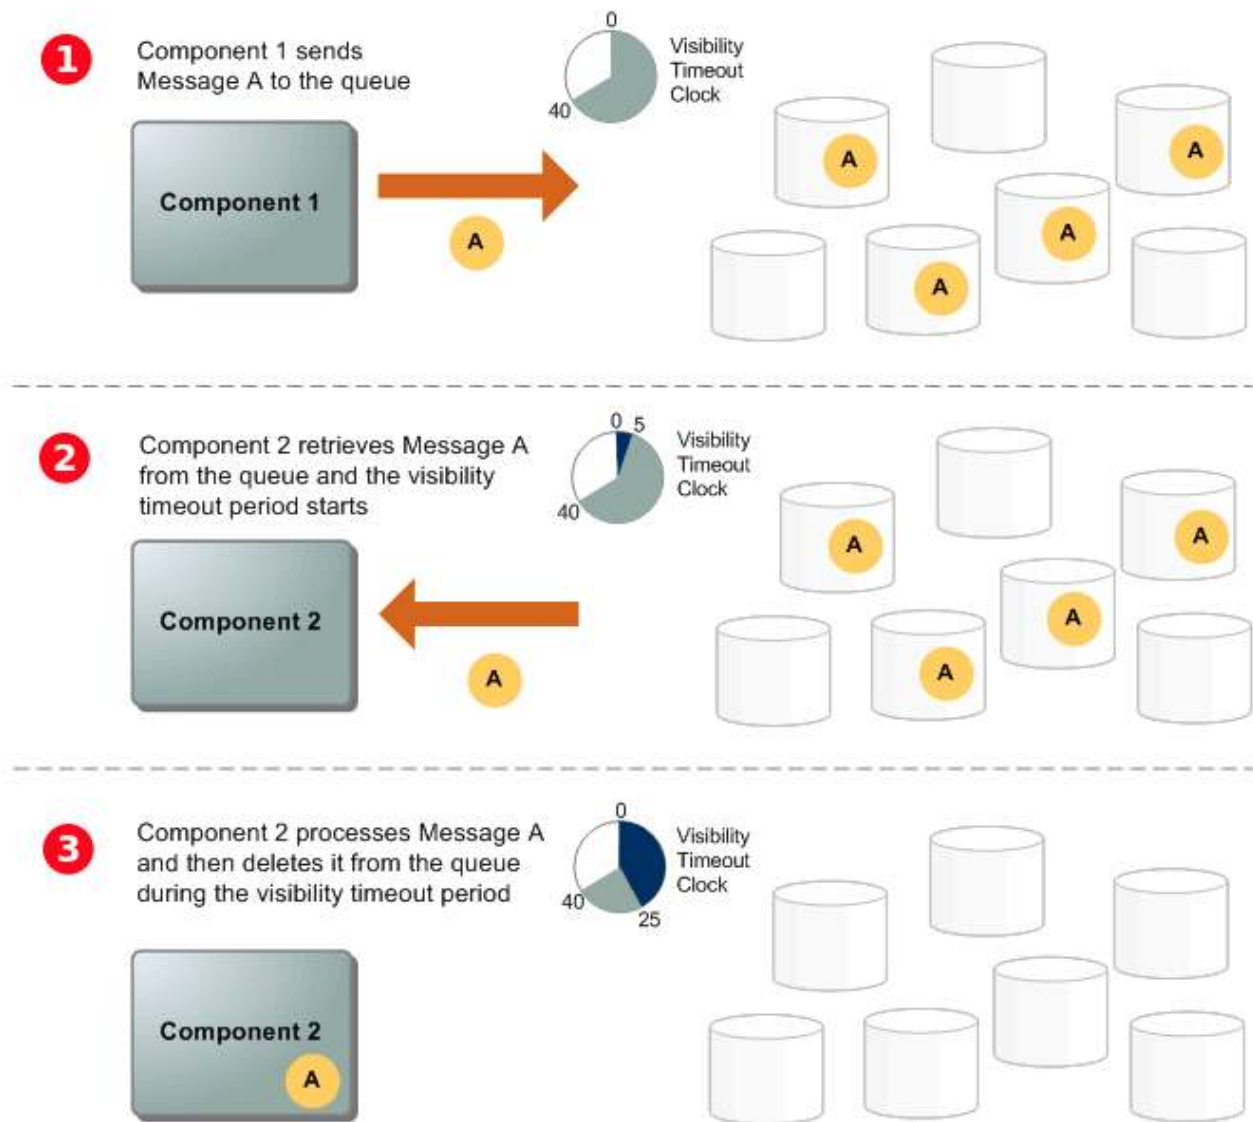 1
Component 1 sends
Message A to the queue
0
40
Visibility
Timeout
Clock
Component 1
A
A
A
A
A
2
Component 2 retrieves Message A
from the queue and the visibility
timeout period starts
0 5
40
Visibility
Timeout
Clock
Component 2
A
A
A
A
A
3
Component 2 processes Message A
and then deletes it from the queue
during the visibility timeout period
0
40
25
Visibility
Timeout
Clock
Component 2
A